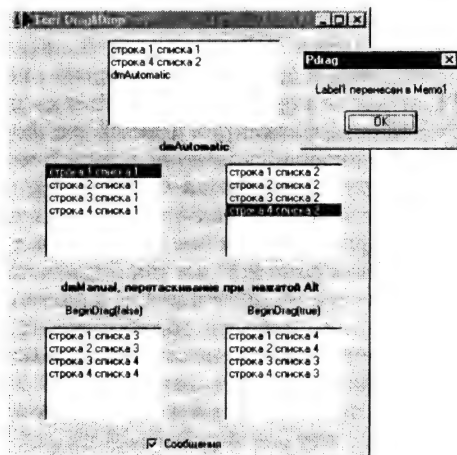 Test Drag&Drop
строка 1 списка 1
строка 4 списка 2
dmAutomatic
Pdrag
Label1 перенесен в Memo1
OK
dmAutomatic
строка 1 списка 1
строка 2 списка 1
строка 3 списка 1
строка 4 списка 1
строка 1 списка 2
строка 2 списка 2
строка 3 списка 2
строка 4 списка 2
dmManual, перетаскивание при нажатой Alt
BeginDrag(false)
BeginDrag(true)
строка 1 списка 3
строка 2 списка 3
строка 3 списка 4
строка 4 списка 4
строка 1 списка 4
строка 2 списка 4
строка 3 списка 3
строка 4 списка 3
Сообщения